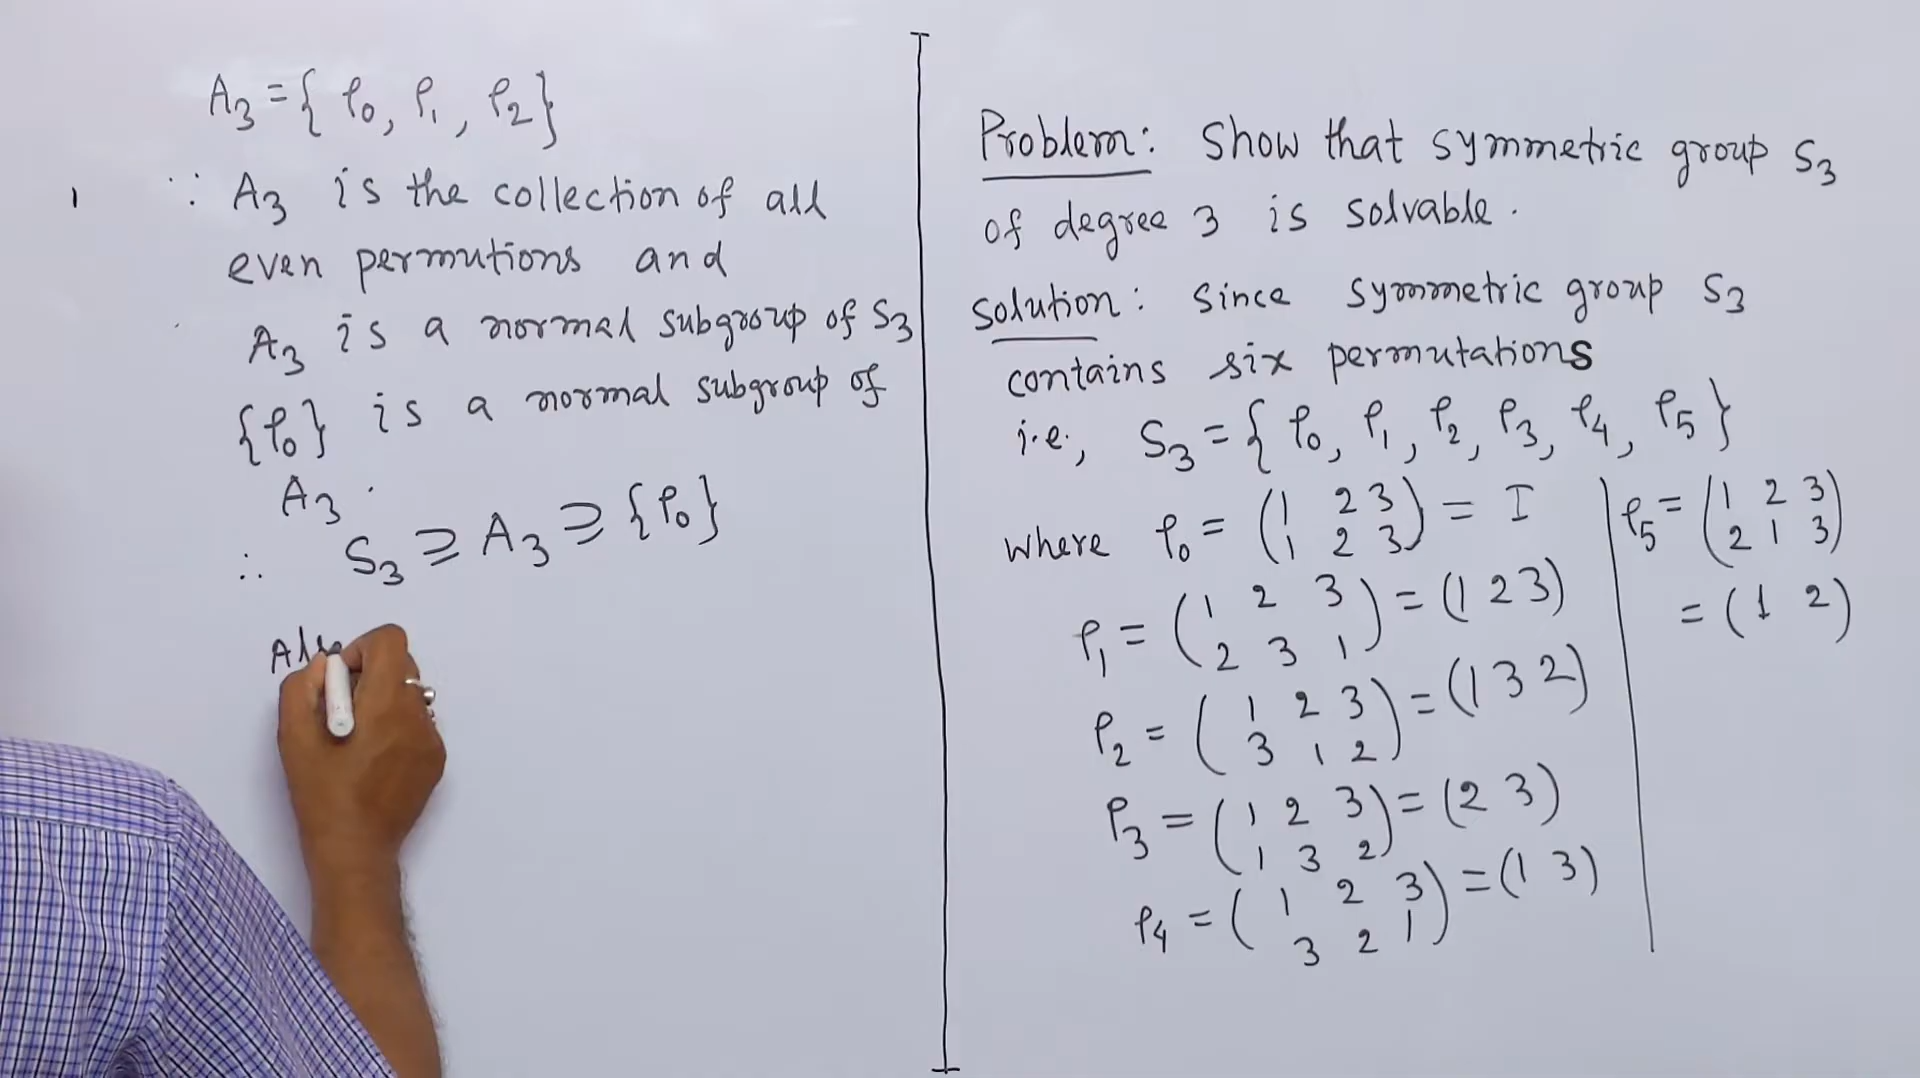 A₃ = { ρ₀, ρ₁, ρ₂}
∵ A₃ is the collection of all
even permutions and
A₃ is a normal subgroup of S₃
{ρ₀} is a normal subgroup of
A₃.
∴ S₃ ⊇ A₃ ⊇ {ρ₀}
Problem: Show that symmetric group S₃
of degree 3 is solvable.
Solution: Since symmetric group S₃
contains six permutations
i.e., S₃ = { ρ₀, ρ₁, ρ₂, ρ₃, ρ₄, ρ₅ }
where ρ₀ = (1 2 3 / 1 2 3) = I
ρ₁ = (1 2 3 / 2 3 1) = (1 2 3)
ρ₂ = (1 2 3 / 3 1 2) = (1 3 2)
ρ₃ = (1 2 3 / 1 3 2) = (2 3)
ρ₄ = (1 2 3 / 3 2 1) = (1 3)
ρ₅ = (1 2 3 / 2 1 3)
= (1 2)